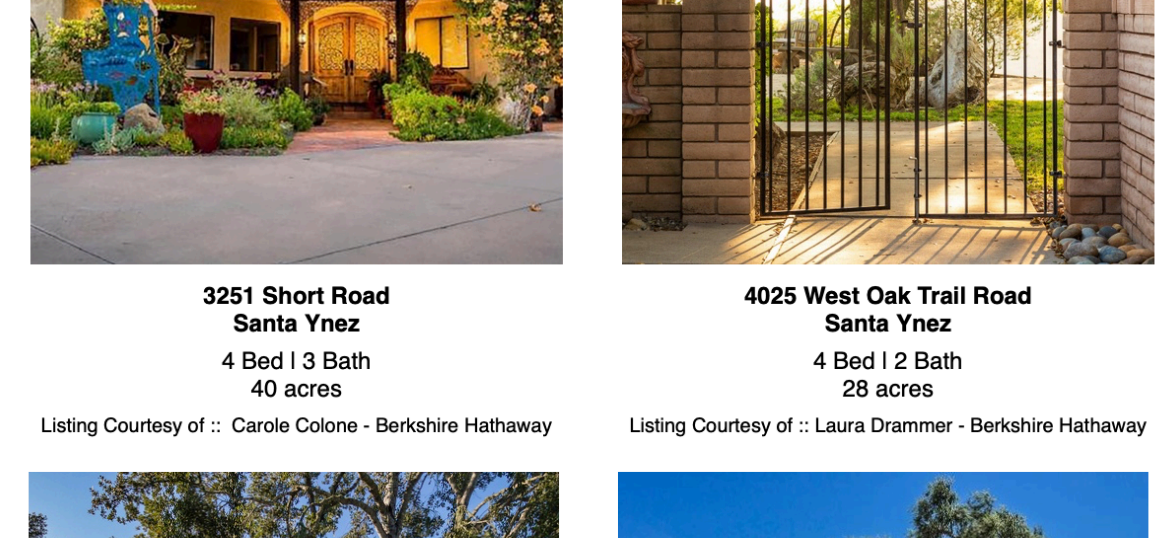 3251 Short Road
Santa Ynez
4 Bed | 3 Bath
40 acres
Listing Courtesy of :: Carole Colone - Berkshire Hathaway
4025 West Oak Trail Road
Santa Ynez
4 Bed | 2 Bath
28 acres
Listing Courtesy of :: Laura Drammer - Berkshire Hathaway